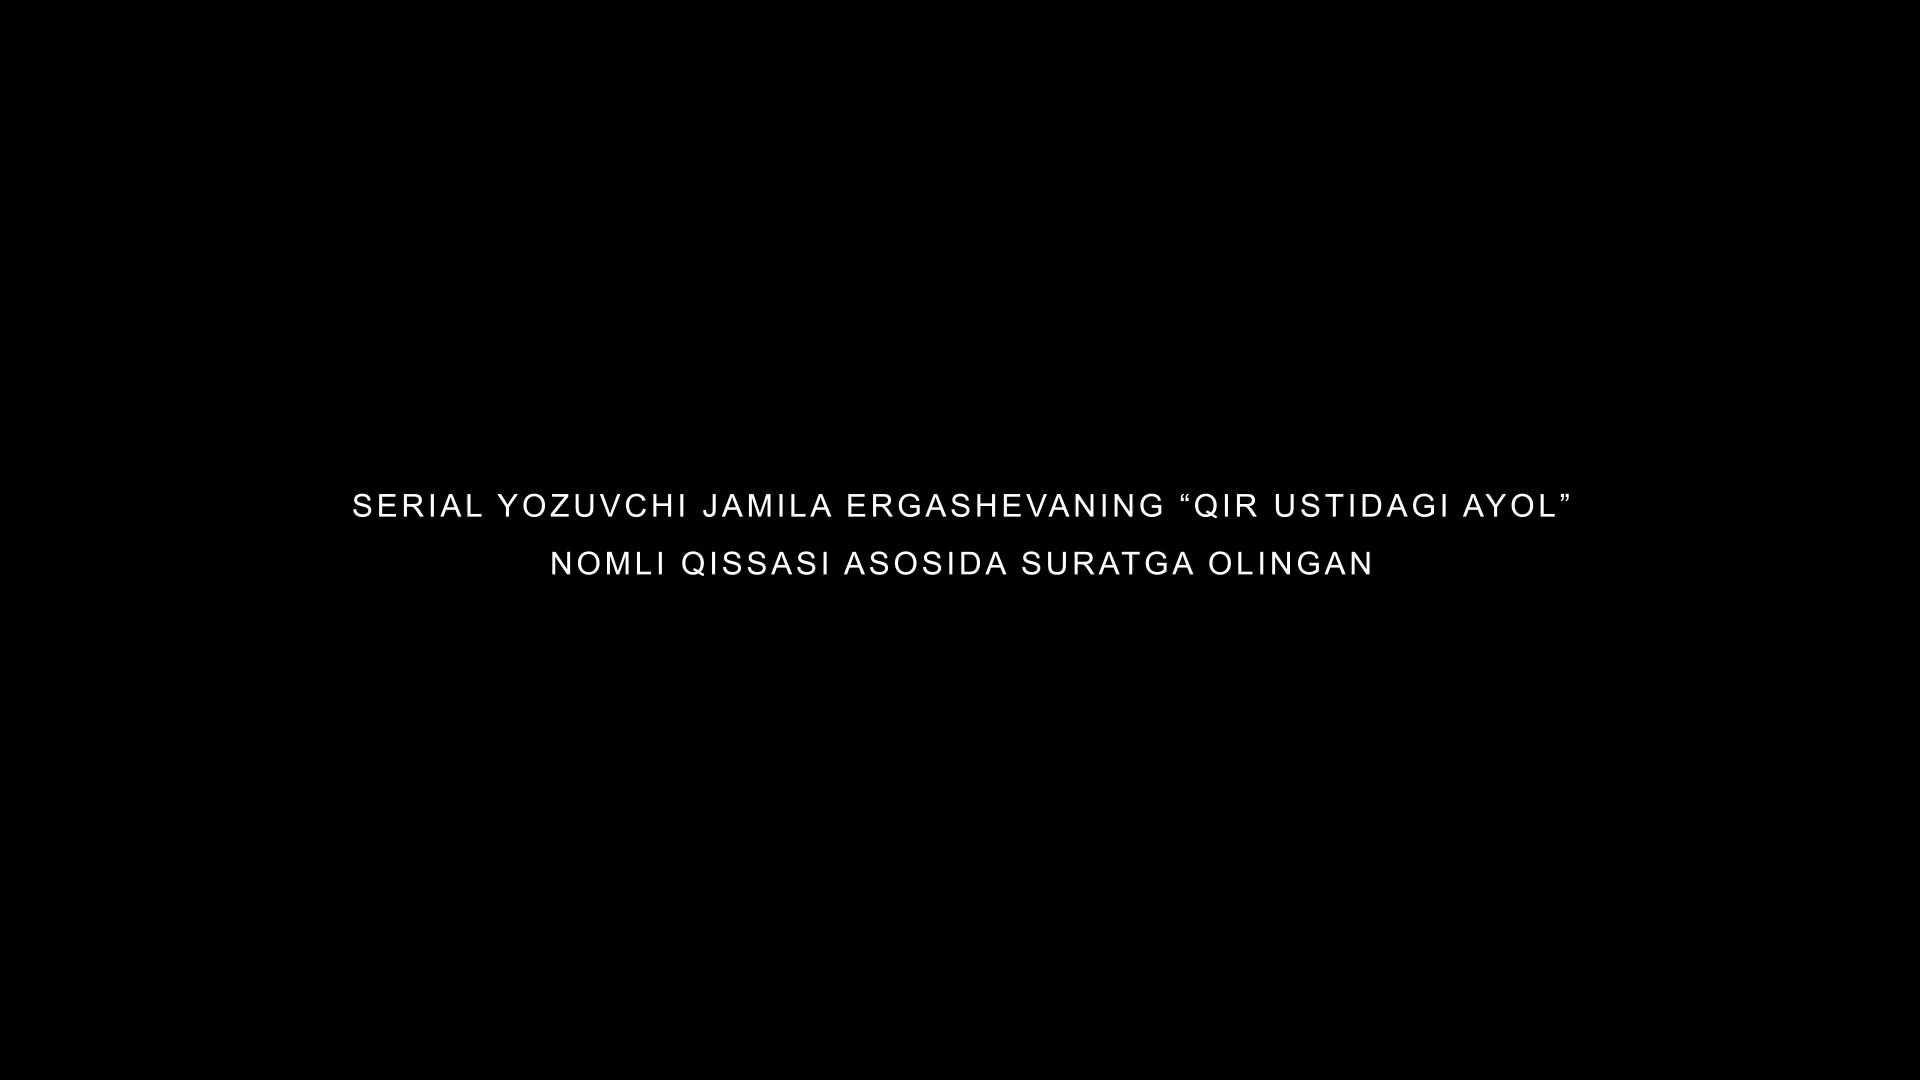 SERIAL YOZUVCHI JAMILA ERGASHEVANING “QIR USTIDAGI AYOL”
NOMLI QISSASI ASOSIDA SURATGA OLINGAN